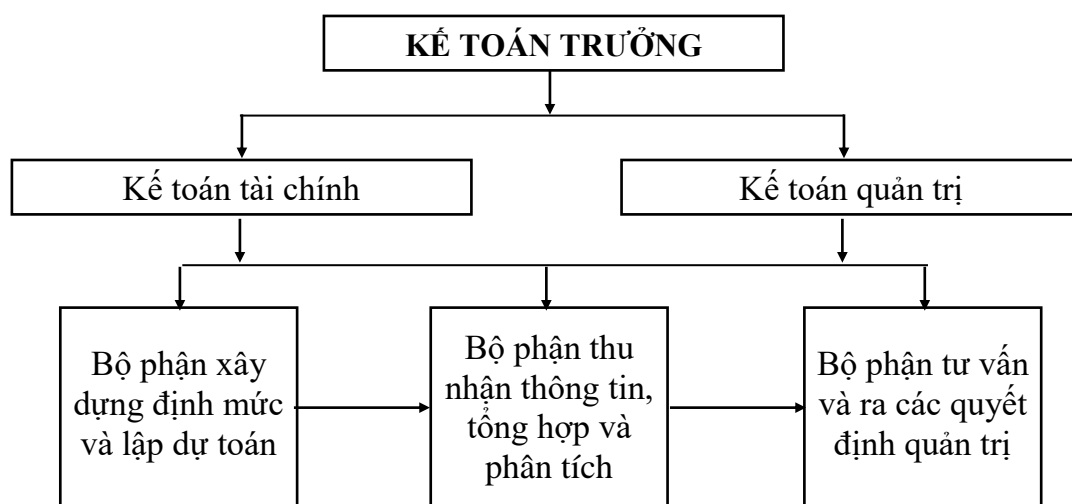 KẾ TOÁN TRƯỞNG
Kế toán tài chính
Kế toán quản trị
Bộ phận xây
dựng định mức
và lập dự toán
Bộ phận thu
nhận thông tin,
tổng hợp và
phân tích
Bộ phận tư vấn
và ra các quyết
định quản trị